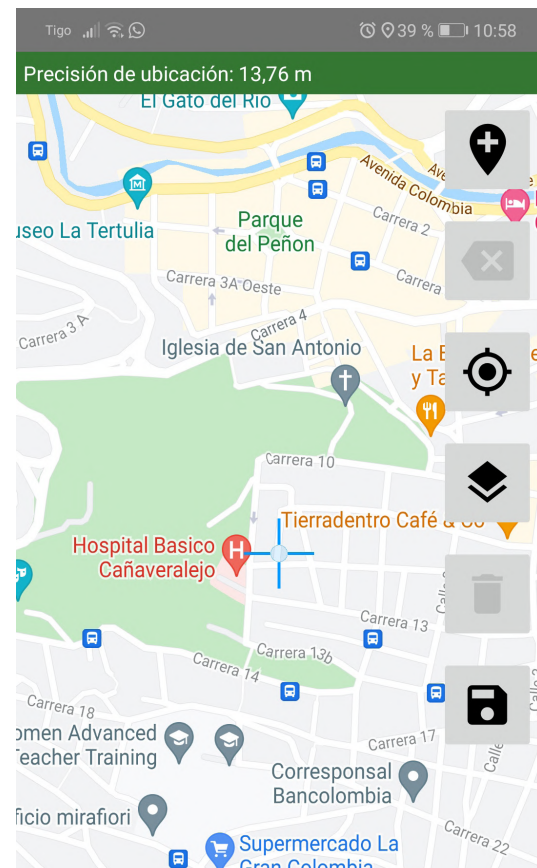 Tigo
39 %
10:58
Precisión de ubicación: 13,76 m
El Gato del Río
Avenida Colombia
Ave
useo La Tertulia
Carrera 2
Parque
del Peñon
Carrera 3A Oeste
Carrera
Carrera 3 A
Carrera 4
Iglesia de San Antonio
La
y Ta
Carrera 10
Tierradentro Café &
Hospital Basico
Cañaveralejo
H
Carrera 13
Carrera 13b
Carrera 14
Carrera 18
omen Advanced
eacher Training
Carrera 17
Calle
Corresponsal
Bancolombia
ficio mirafiori
Carrera 22
Supermercado La
Gran Colombia